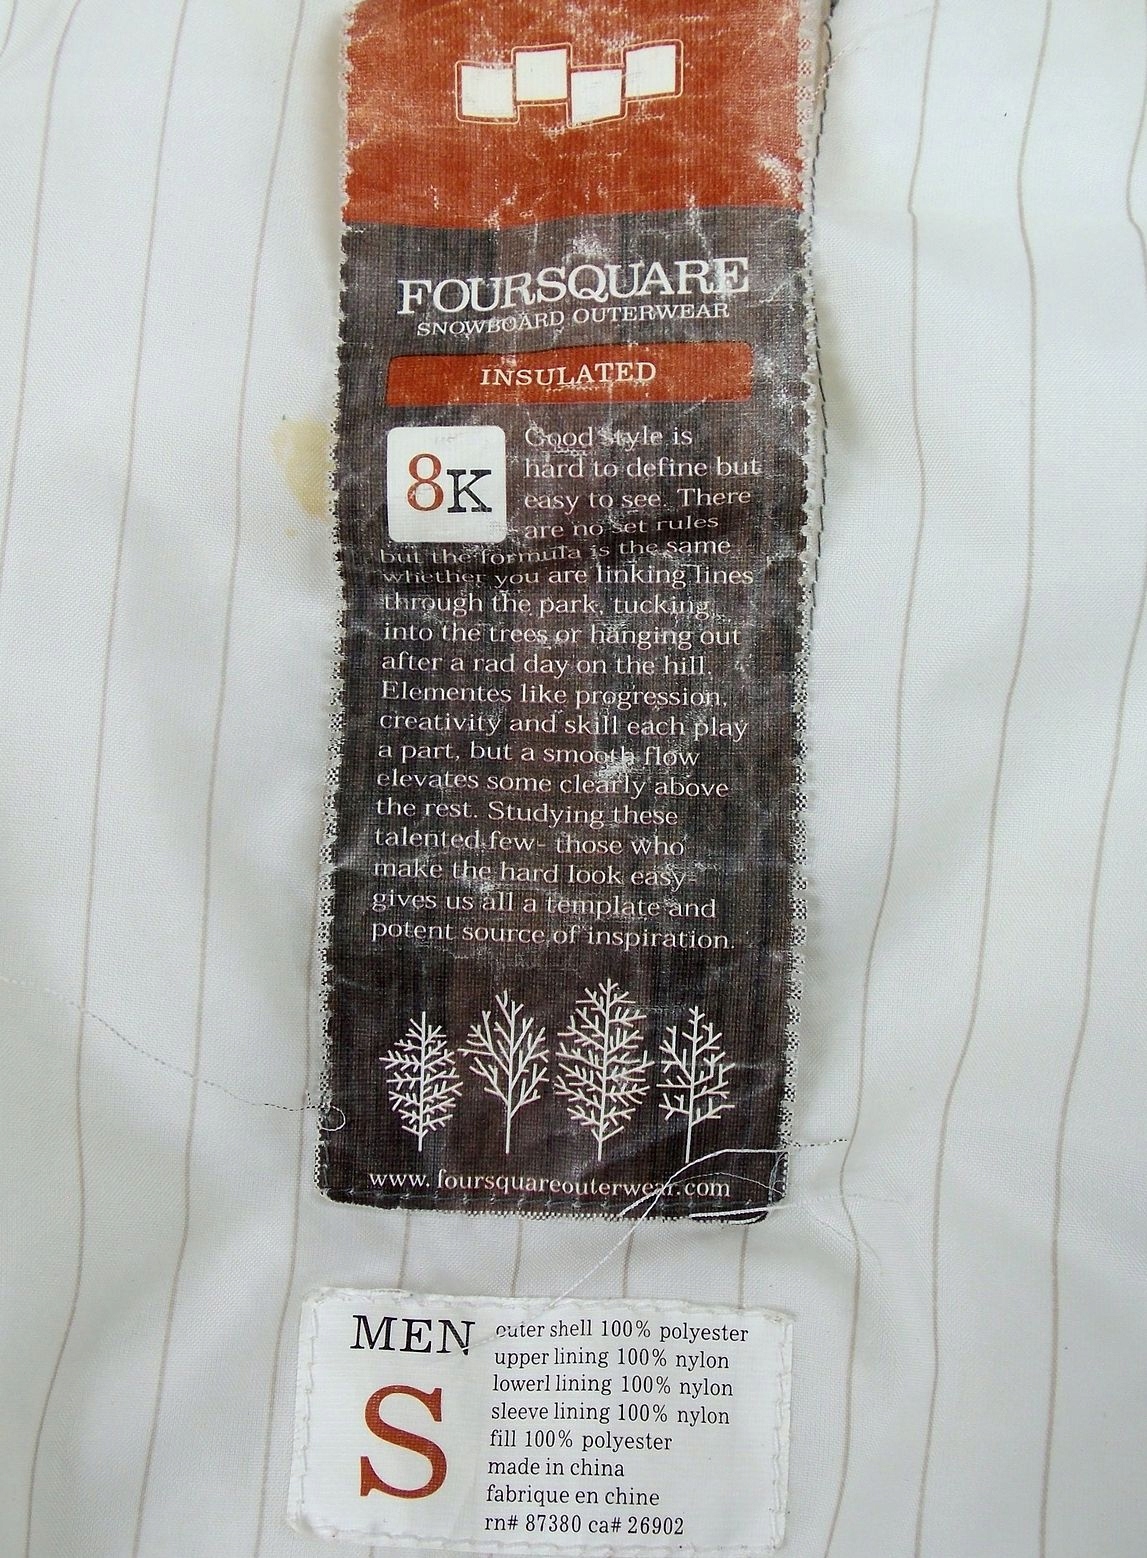 FOURSQUARE
SNOWBOARD OUTERWEAR
INSULATED
8K
Good style is
hard to define but
easy to see. There
are no set rules
but the formula is the same
whether you are linking lines
through the park, tucking
into the trees or hanging out
after a rad day on the hill.
Elementes like progression,
creativity and skill each play
a part, but a smooth flow
elevates some clearly above
the rest. Studying these
talented few- those who
make the hard look easy-
gives us all a template and
potent source of inspiration.
www.foursquareouterwear.com
MEN
S
outer shell 100% polyester
upper lining 100% nylon
lowerl lining 100% nylon
sleeve lining 100% nylon
fill 100% polyester
made in china
fabrique en chine
rn# 87380 ca# 26902